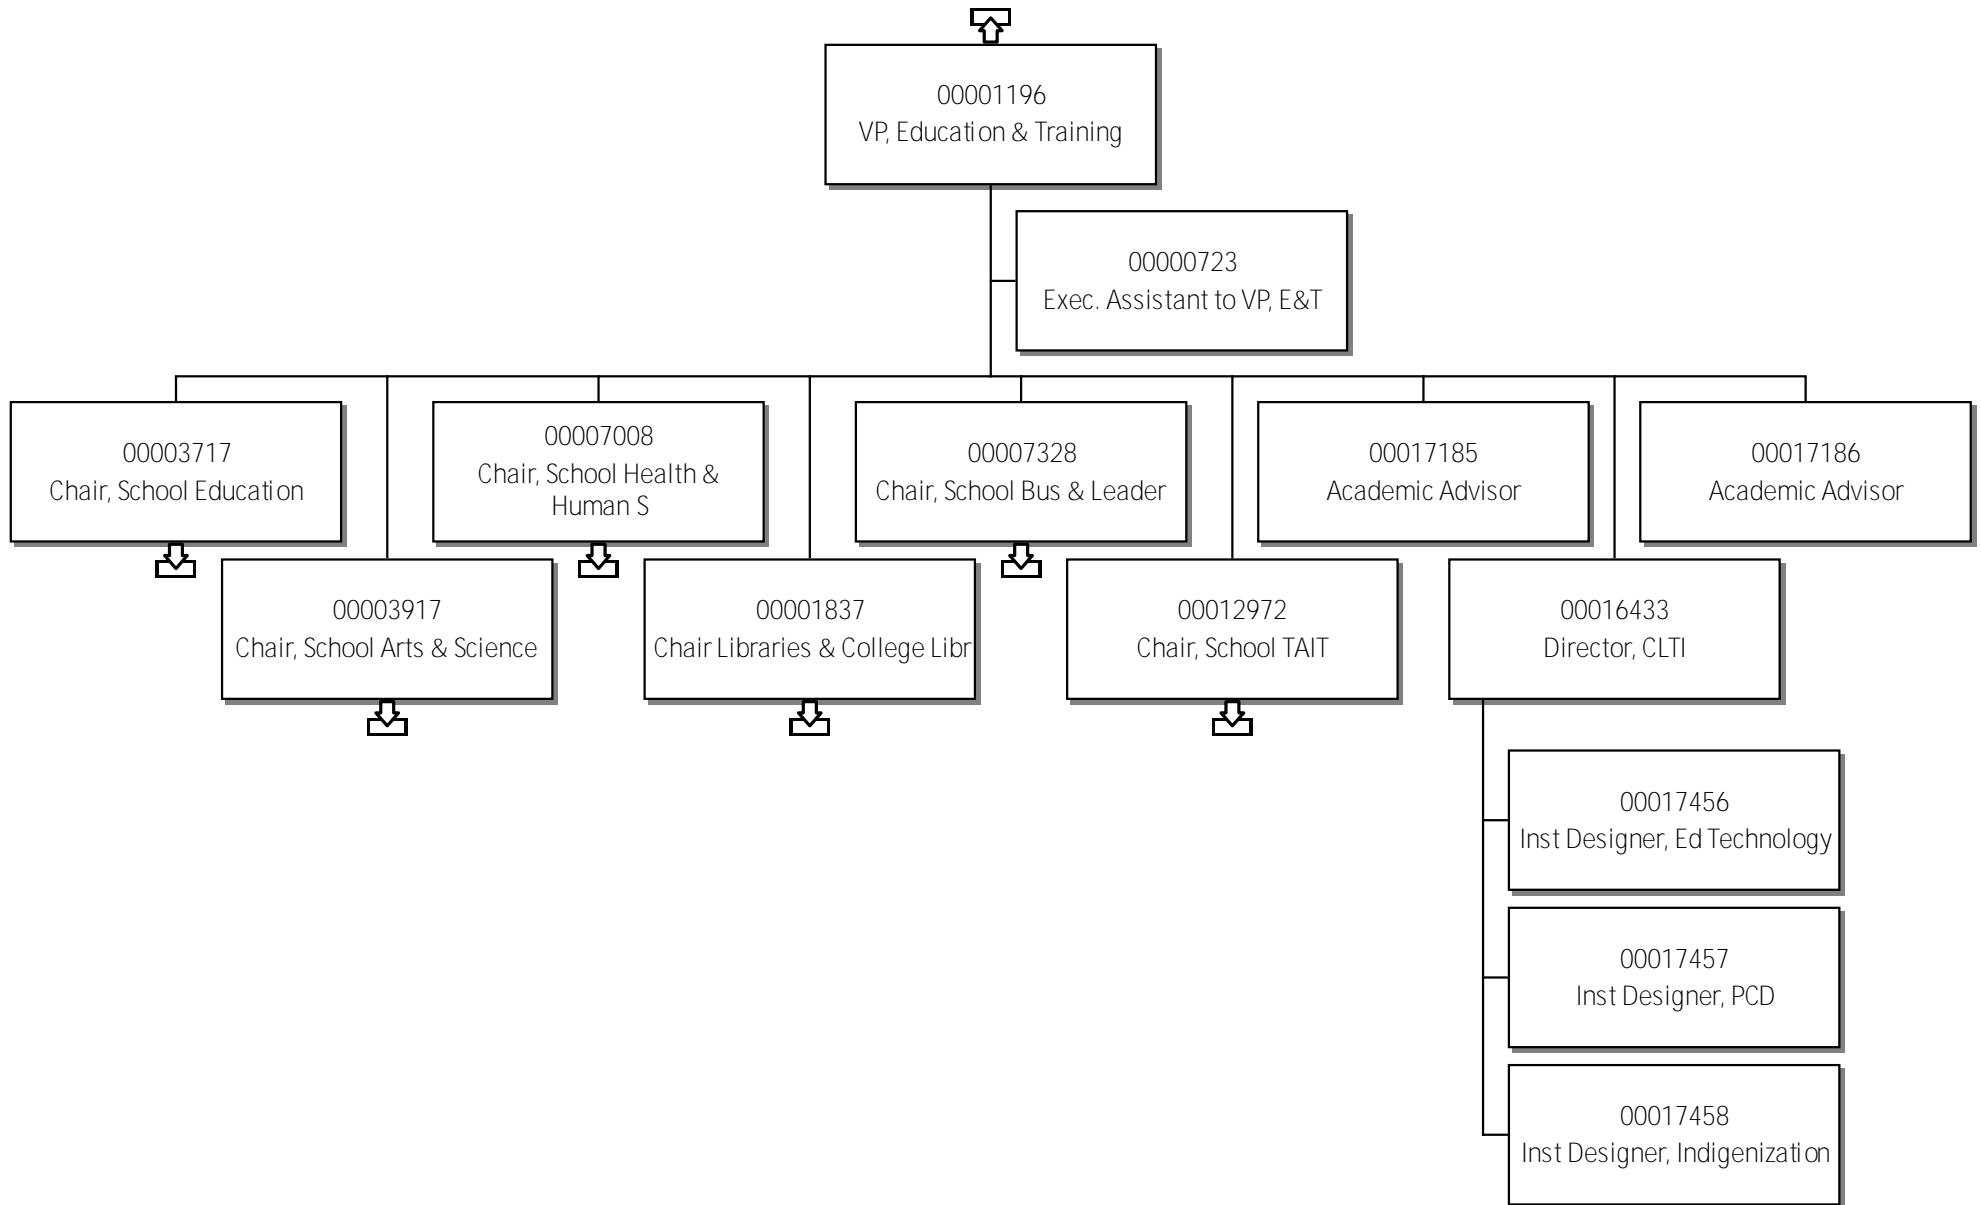 00001196
VP, Education & Training
00000723
Exec. Assistant to VP, E&T
00003717
Chair, School Education
00007008
Chair, School Health &
Human S
00007328
Chair, School Bus & Leader
00017185
Academic Advisor
00017186
Academic Advisor
00003917
Chair, School Arts & Science
00001837
Chair Libraries & College Libr
00012972
Chair, School TAIT
00016433
Director, CLTI
00017456
Inst Designer, Ed Technology
00017457
Inst Designer, PCD
00017458
Inst Designer, Indigenization